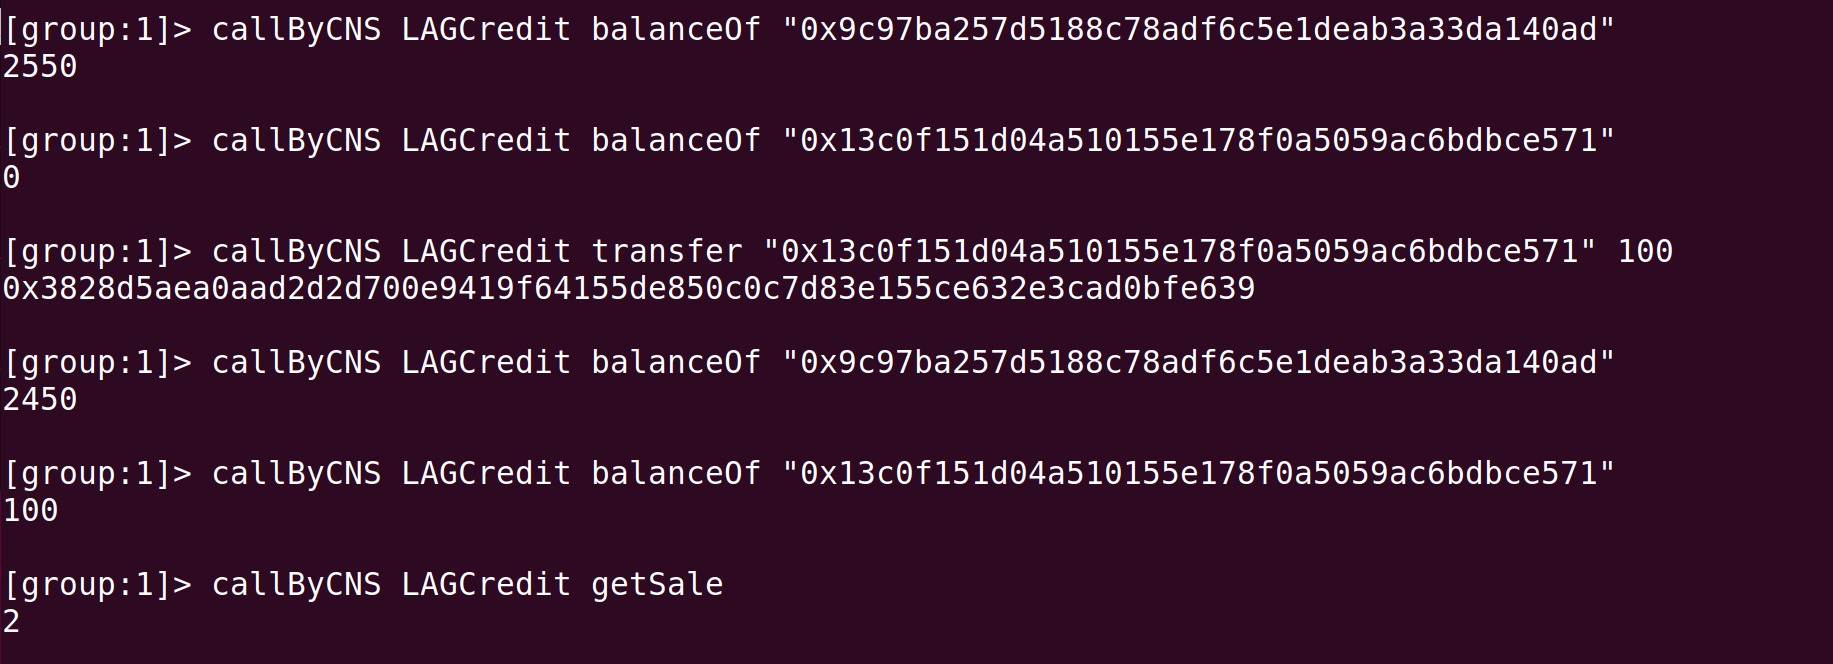 [group:1]> callByCNS LAGCredit balanceOf "0x9c97ba257d5188c78adf6c5e1deab3a33da140ad"
2550
[group:1]> callByCNS LAGCredit balanceOf "0x13c0f151d04a510155e178f0a5059ac6bdbce571"
0
[group:1]> callByCNS LAGCredit transfer "0x13c0f151d04a510155e178f0a5059ac6bdbce571" 100
0x3828d5aea0aad2d2d700e9419f64155de850c0c7d83e155ce632e3cad0bfe639
[group:1]> callByCNS LAGCredit balanceOf "0x9c97ba257d5188c78adf6c5e1deab3a33da140ad"
2450
[group:1]> callByCNS LAGCredit balanceOf "0x13c0f151d04a510155e178f0a5059ac6bdbce571"
100
[group:1]> callByCNS LAGCredit getSale
2